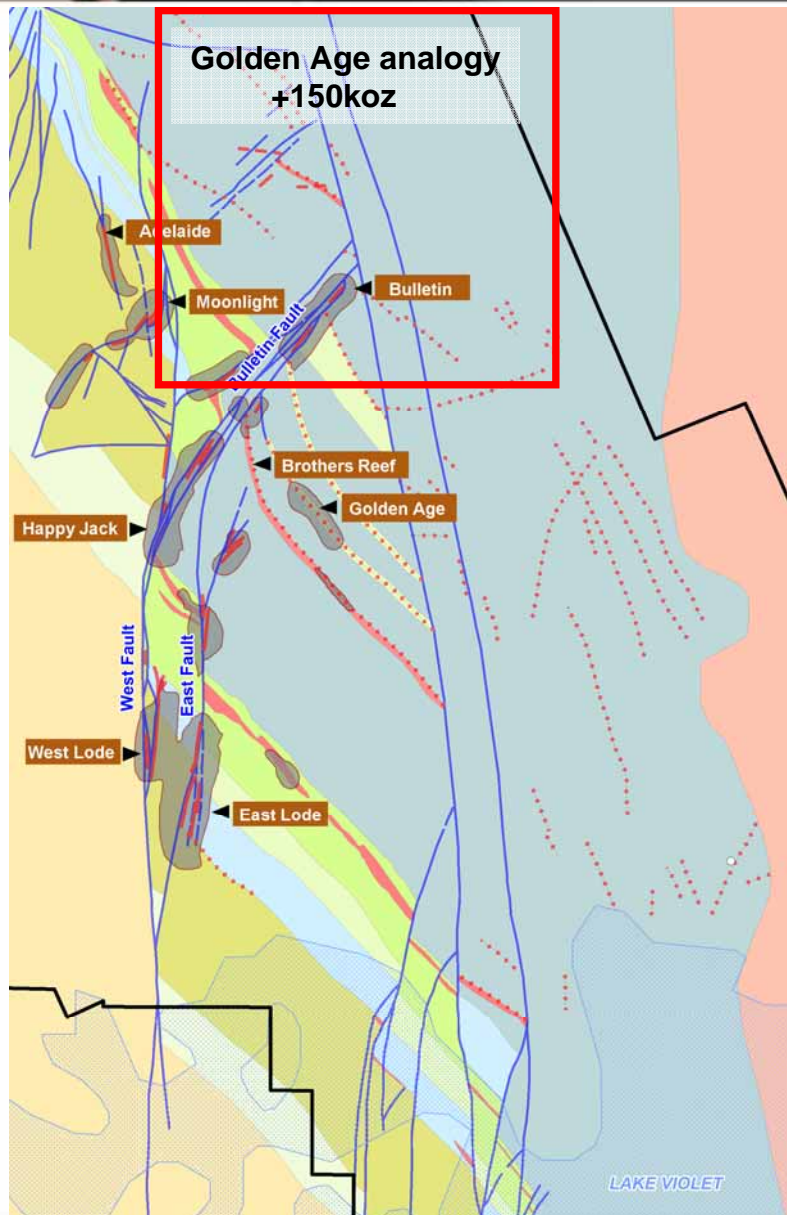 Golden Age analogy
+150koz
Adelaide
Moonlight
Bulletin
Bulletin Fault
Brothers Reef
Golden Age
Happy Jack
West Fault
East Fault
West Lode
East Lode
LAKE VIOLET